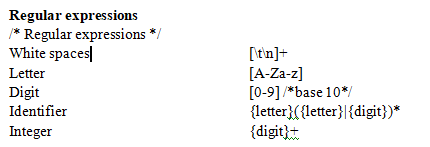 Regular expressions
/* Regular expressions */
White spaces [\t\n]+
Letter [A-Za-z]
Digit [0-9] /*base 10*/
Identifier {letter}({letter}|{digit})*
Integer {digit}+